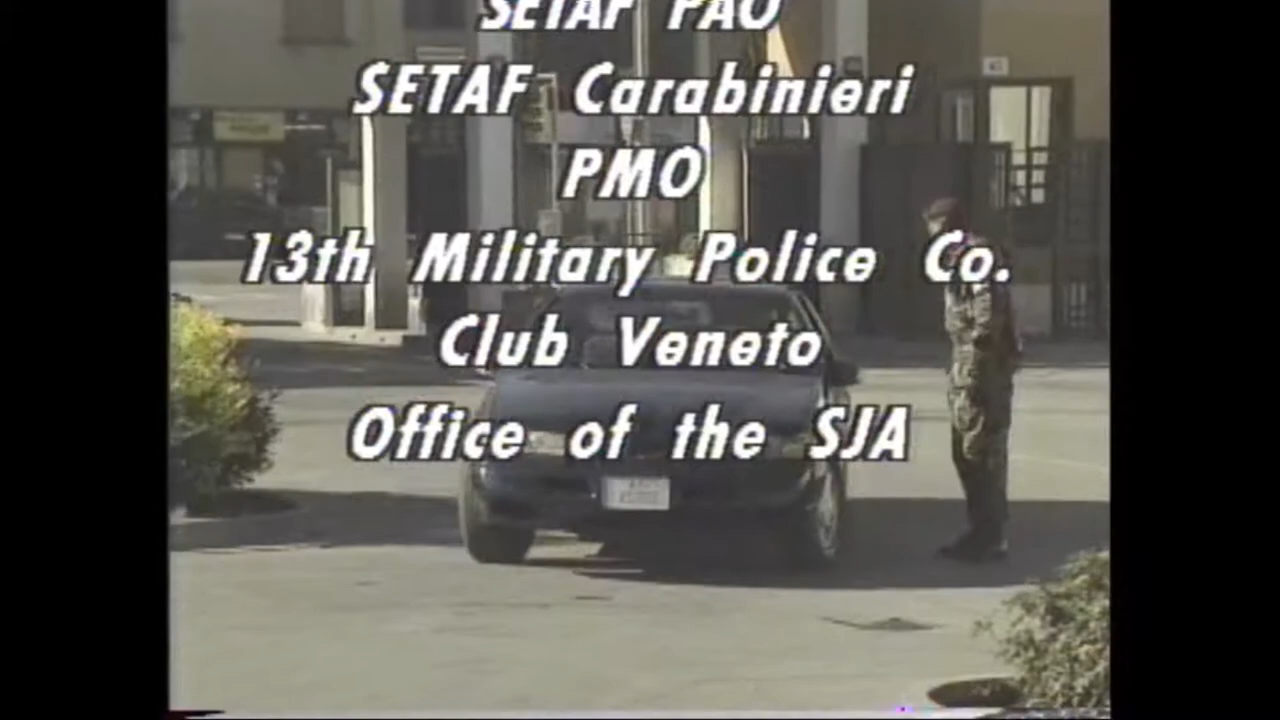 SETAF PAO
SETAF Carabinieri
PMO
13th Military Police Co.
Club Veneto
Office of the SJA